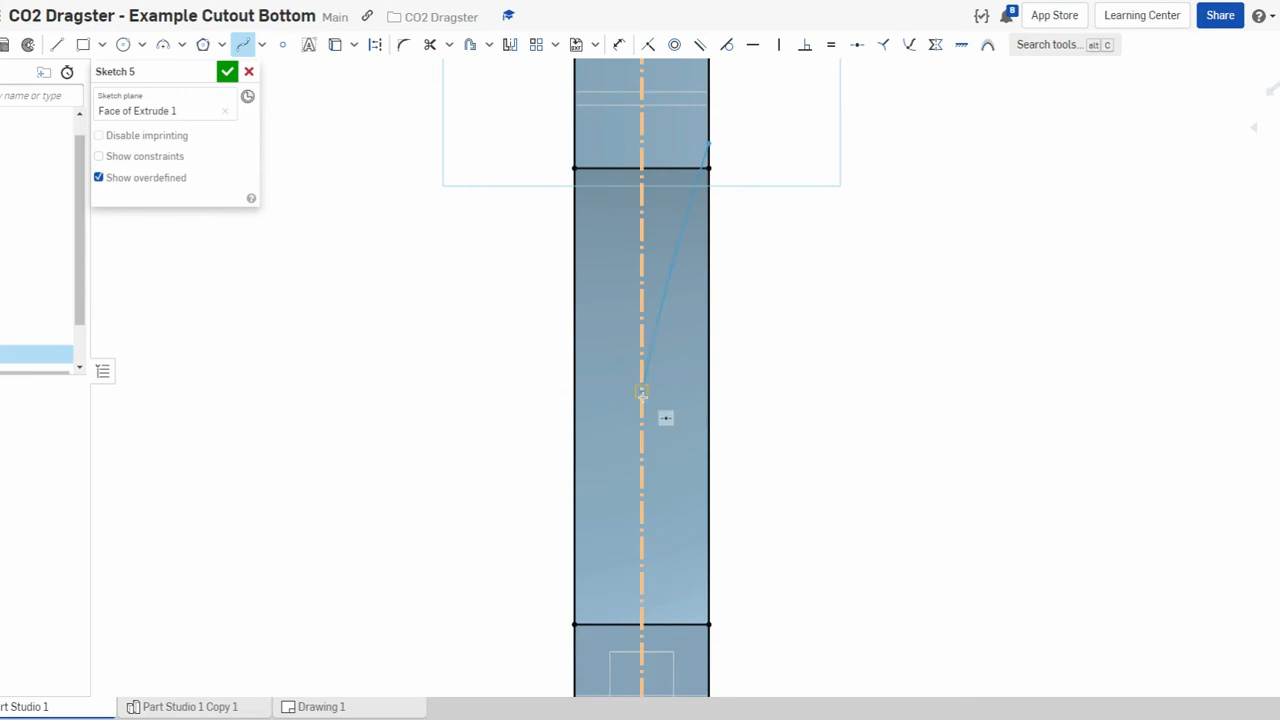 CO2 Dragster - Example Cutout Bottom Main CO2 Dragster
8 App Store Learning Center Share
Search tools... alt C
Sketch 5
y name or type
Sketch plane
Face of Extrude 1
Disable imprinting
Show constraints
Show overdefined
rt Studio 1 Part Studio 1 Copy 1 Drawing 1